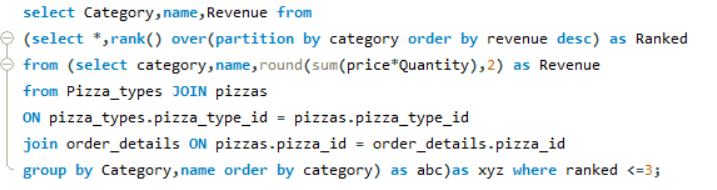 select Category,name,Revenue from
(select *,rank() over(partition by category order by revenue desc) as Ranked
from (select category,name,round(sum(price*Quantity),2) as Revenue
from Pizza_types JOIN pizzas
ON pizza_types.pizza_type_id = pizzas.pizza_type_id
join order_details ON pizzas.pizza_id = order_details.pizza_id
group by Category,name order by category) as abc)as xyz where ranked <=3;